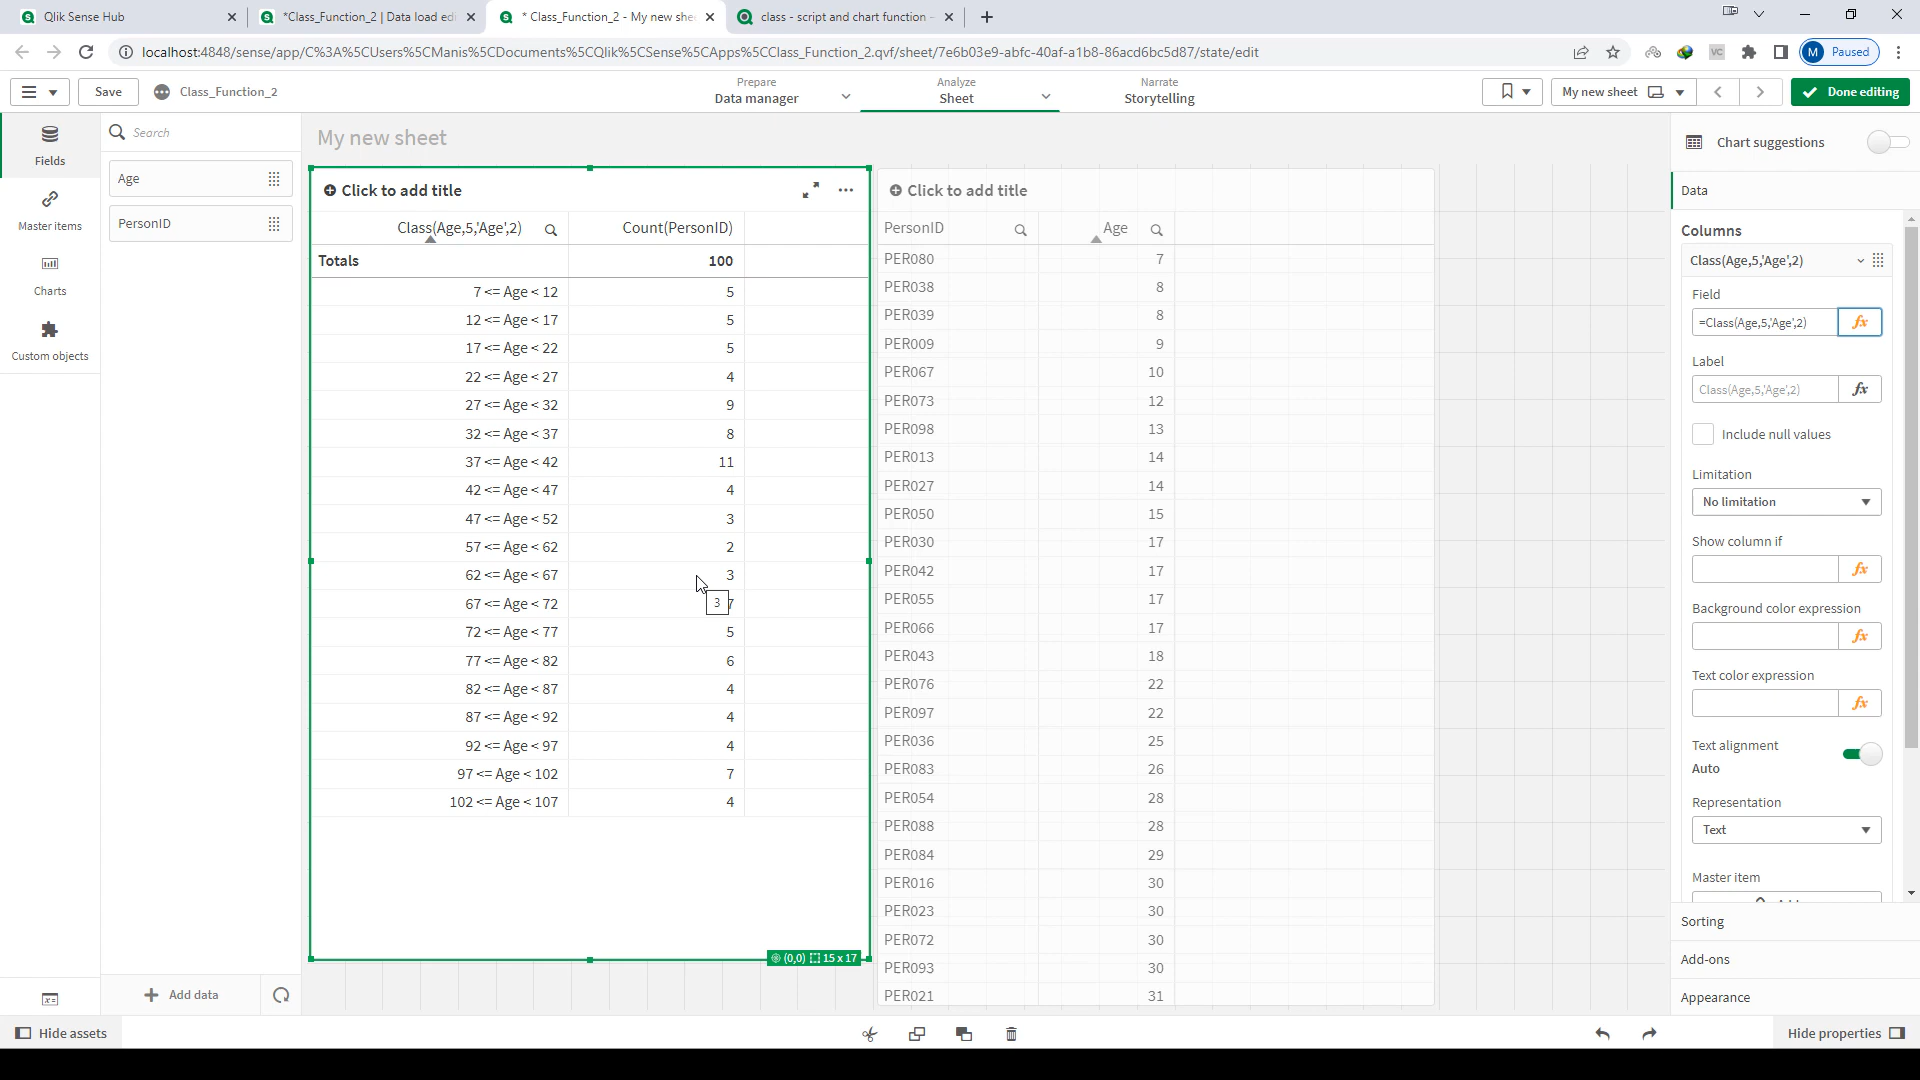 Qlik Sense Hub
*Class_Function_2 | Data load edi
* Class_Function_2 - My new she
class - script and chart function -
localhost:4848/sense/app/C%3A%5CUsers%5CManis%5CDocuments%5CQlik%5CSense%5CApps%5CClass_Function_2.qvf/sheet/7e6b03e9-abfc-40af-a1b8-86acd6bc5d87/state/edit
VC
M Paused
Save
Class_Function_2
Prepare
Data manager
Analyze
Sheet
Narrate
Storytelling
My new sheet
Done editing
Fields
Master items
Charts
Custom objects
Search
Age
PersonID
Add data
Hide assets
My new sheet
Click to add title
Class(Age,5,'Age',2) Count(PersonID)
Totals 100
7 <= Age < 12 5
12 <= Age < 17 5
17 <= Age < 22 5
22 <= Age < 27 4
27 <= Age < 32 9
32 <= Age < 37 8
37 <= Age < 42 11
42 <= Age < 47 4
47 <= Age < 52 3
57 <= Age < 62 2
62 <= Age < 67 3
67 <= Age < 72 7
3
72 <= Age < 77 5
77 <= Age < 82 6
82 <= Age < 87 4
87 <= Age < 92 4
92 <= Age < 97 4
97 <= Age < 102 7
102 <= Age < 107 4
(0,0) 15 x 17
Click to add title
PersonID Age
PER080 7
PER038 8
PER039 8
PER009 9
PER067 10
PER073 12
PER098 13
PER013 14
PER027 14
PER050 15
PER030 17
PER042 17
PER055 17
PER066 17
PER043 18
PER076 22
PER097 22
PER036 25
PER083 26
PER054 28
PER088 28
PER084 29
PER016 30
PER023 30
PER072 30
PER093 30
PER021 31
Chart suggestions
Data
Columns
Class(Age,5,'Age',2)
Field
=Class(Age,5,'Age',2) fx
Label
Class(Age,5,'Age',2) fx
Include null values
Limitation
No limitation
Show column if
fx
Background color expression
fx
Text color expression
fx
Text alignment
Auto
Representation
Text
Master item
Sorting
Add-ons
Appearance
Hide properties